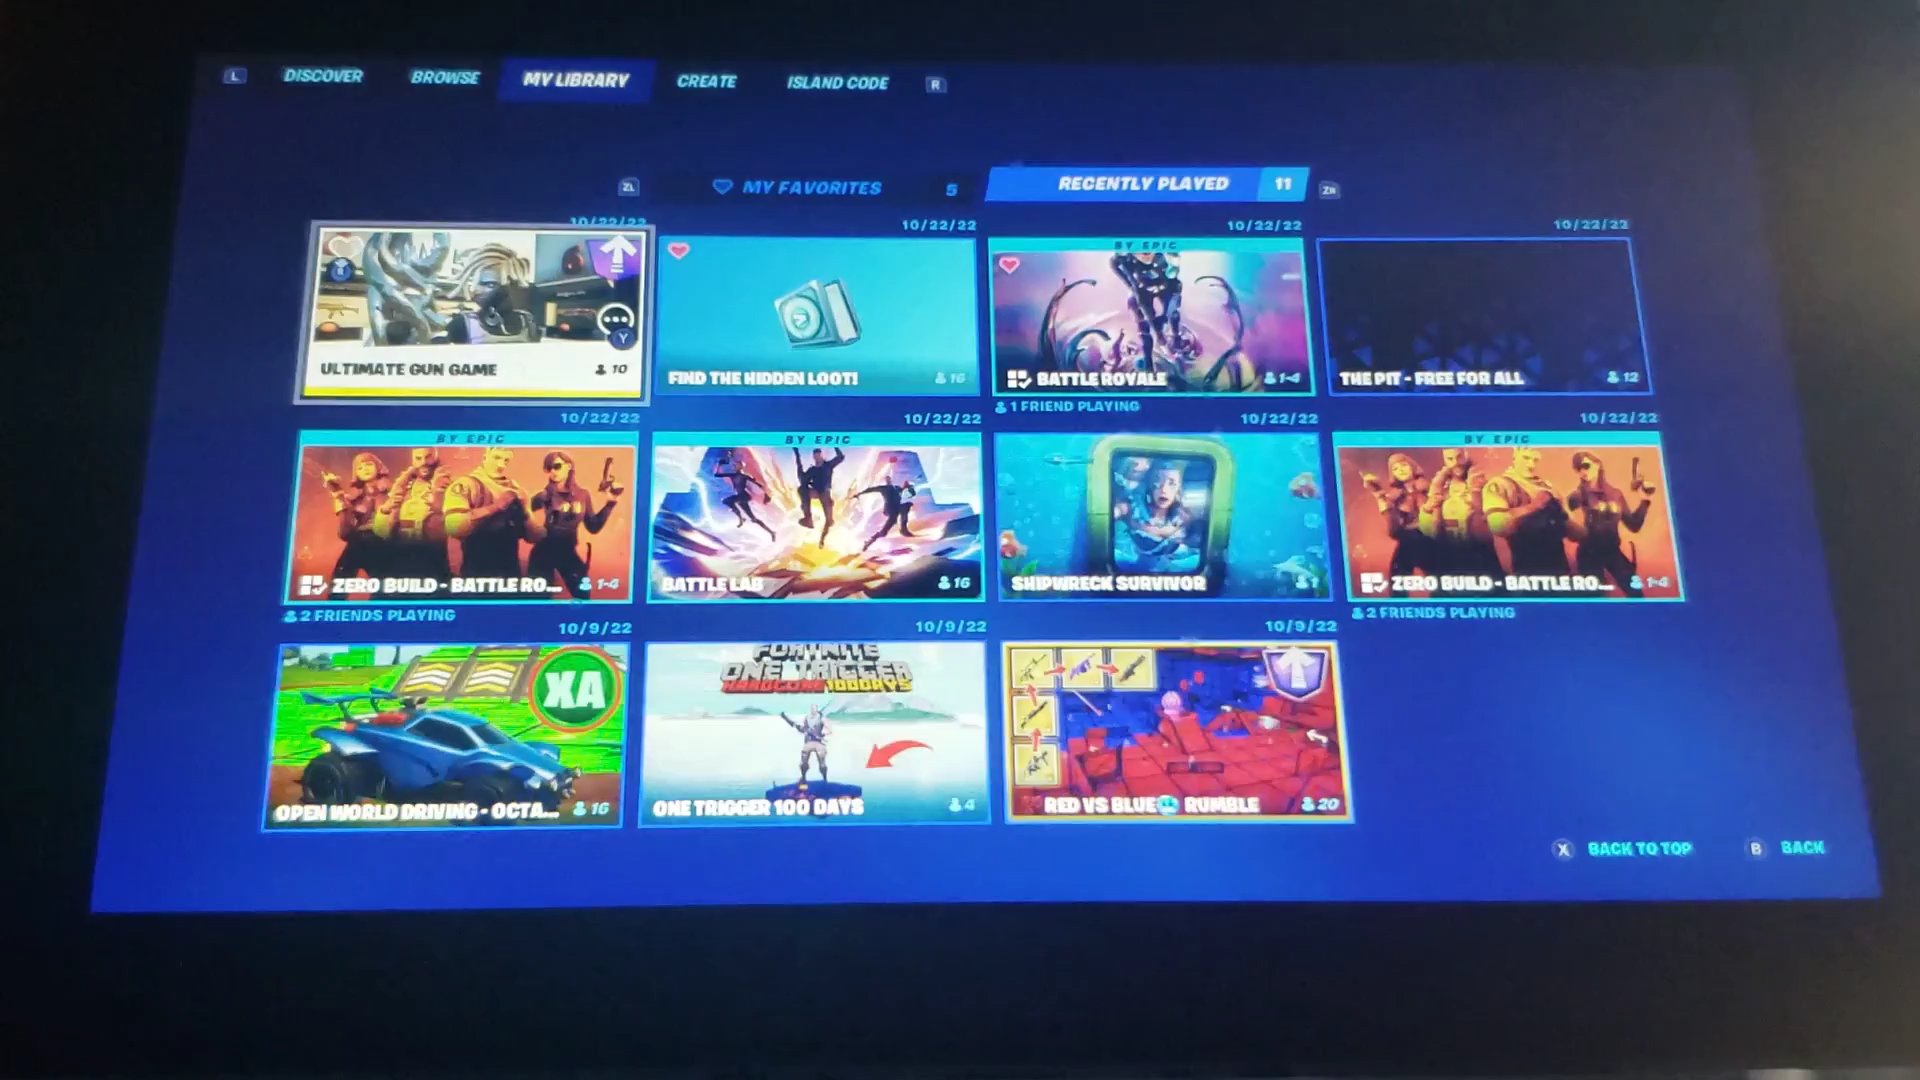 L DISCOVER BROWSE MY LIBRARY CREATE ISLAND CODE R
ZL MY FAVORITES 5 RECENTLY PLAYED 11 ZR
10/22/22 10/22/22 10/22/22 10/22/22
BY EPIC
R
Y
ULTIMATE GUN GAME 10 FIND THE HIDDEN LOOT! 16 BATTLE ROYALE 1-4 THE PIT - FREE FOR ALL 12
1 FRIEND PLAYING
10/22/22 10/22/22 10/22/22 10/22/22
BY EPIC BY EPIC BY EPIC
ZERO BUILD - BATTLE RO... 1-4 BATTLE LAB 16 SHIPWRECK SURVIVOR 1 ZERO BUILD - BATTLE RO... 1-4
2 FRIENDS PLAYING 2 FRIENDS PLAYING
10/9/22 10/9/22 10/9/22
XA
FORTNITE
ONE TRIGGER
HARDCORE 100DAYS
OPEN WORLD DRIVING - OCTA... 16 ONE TRIGGER 100 DAYS 4 RED VS BLUE🥶 RUMBLE 20
X BACK TO TOP B BACK